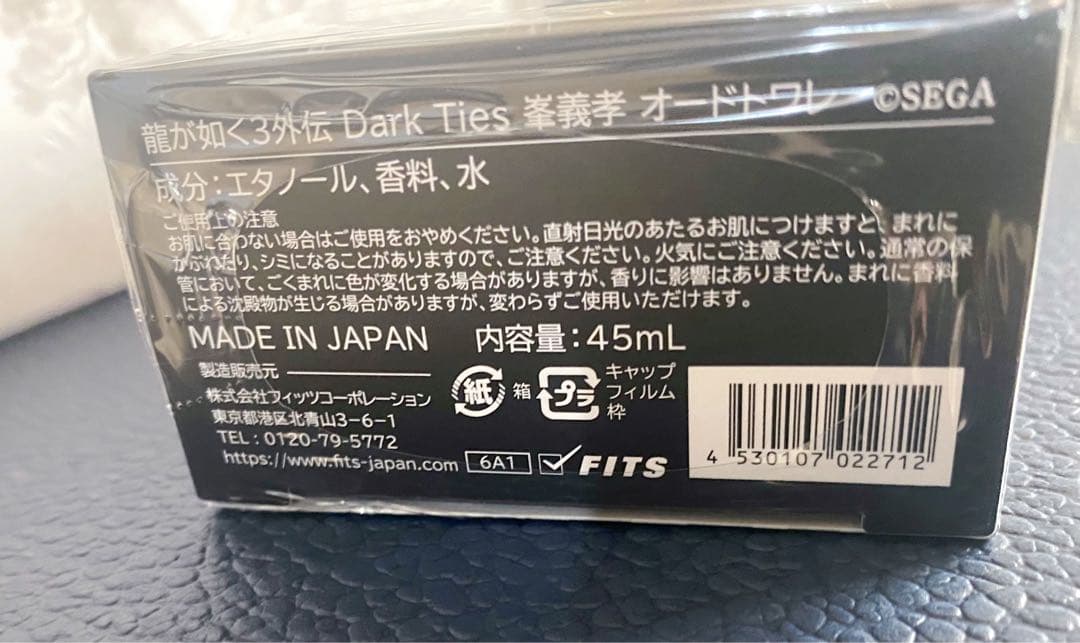 龍が如く3外伝 Dark Ties 峯義孝 オードトワレ ©SEGA
成分：エタノール、香料、水
ご使用上の注意
お肌に合わない場合はご使用をおやめください。直射日光のあたるお肌につけますと、まれに
かぶれたり、シミになることがありますので、ご注意ください。火気にご注意ください。通常の保
管において、ごくまれに色が変化する場合がありますが、香りに影響はありません。まれに香料
による沈殿物が生じる場合がありますが、変わらずご使用いただけます。
MADE IN JAPAN 内容量：45mL
製造販売元
株式会社フィッツコーポレーション
東京都港区北青山3-6-1
TEL：0120-79-5772
https://www.fits-japan.com
紙 箱
プラ キャップ
フィルム
枠
6A1 FITS
4 530107 022712